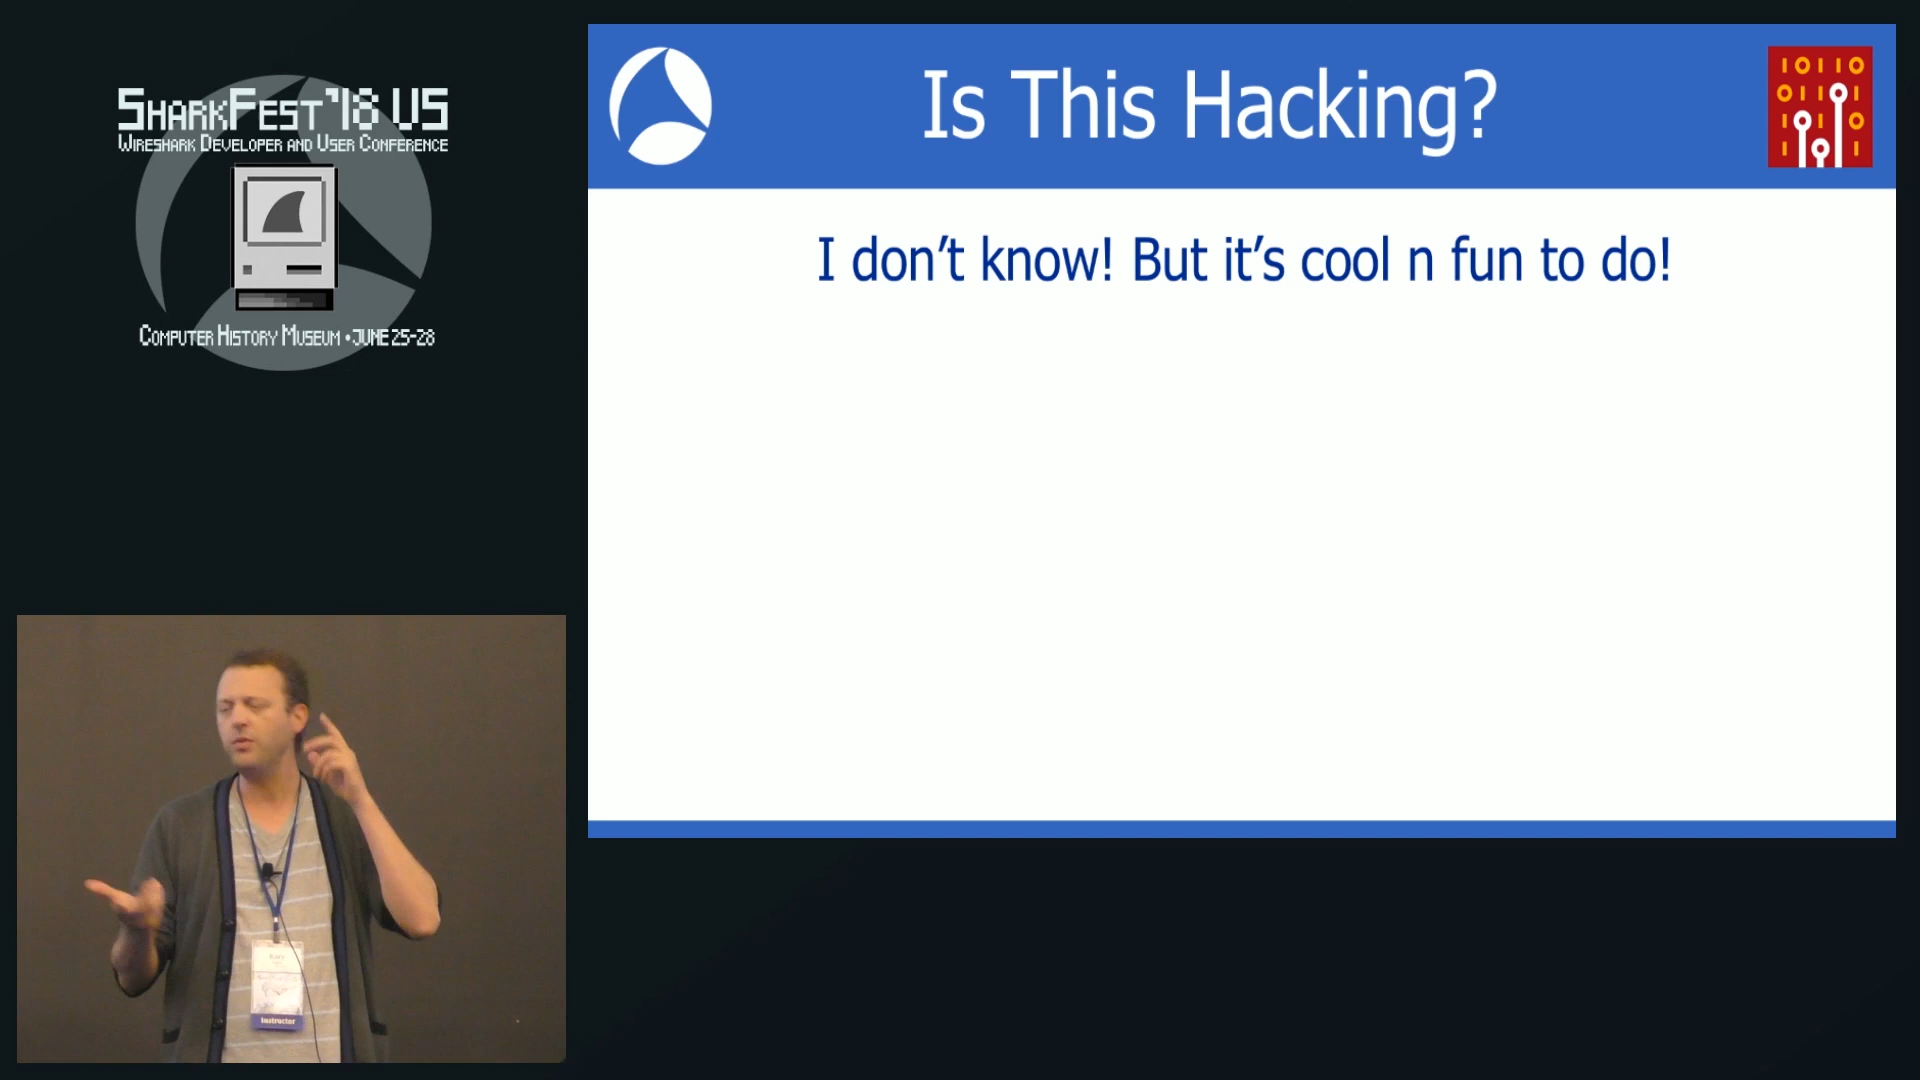 SharkFest'18 US
Wireshark Developer and User Conference
Computer History Museum • June 25-28
Is This Hacking?
10110
01101
I don't know! But it's cool n fun to do!
Instructor